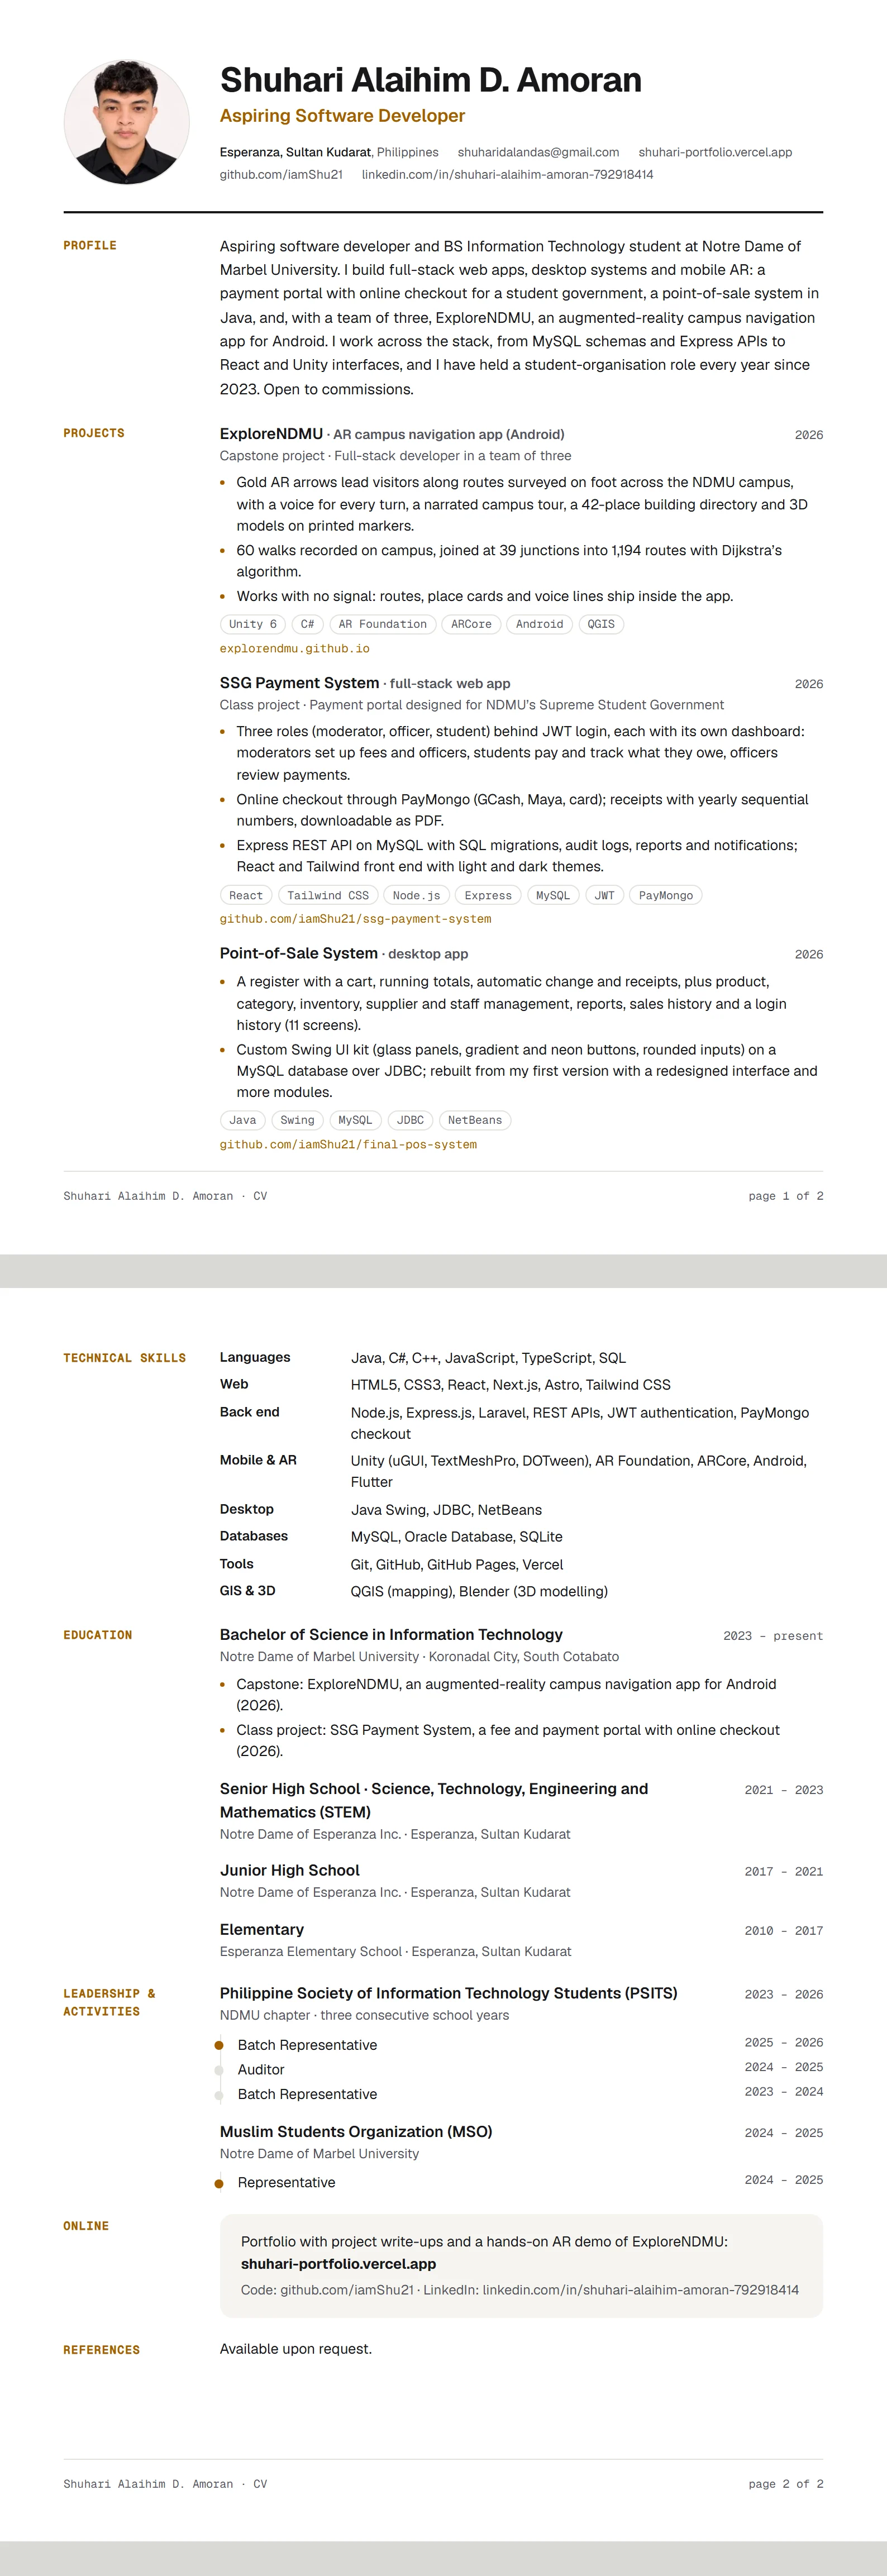 Shuhari Alaihim D. Amoran
Aspiring Software Developer
Esperanza, Sultan Kudarat, Philippines shuharidalandas@gmail.com shuhari-portfolio.vercel.app
github.com/iamShu21 linkedin.com/in/shuhari-alaihim-amoran-792918414
PROFILE
Aspiring software developer and BS Information Technology student at Notre Dame of
Marbel University. I build full-stack web apps, desktop systems and mobile AR: a
payment portal with online checkout for a student government, a point-of-sale system in
Java, and, with a team of three, ExploreNDMU, an augmented-reality campus navigation
app for Android. I work across the stack, from MySQL schemas and Express APIs to
React and Unity interfaces, and I have held a student-organisation role every year since
2023. Open to commissions.
PROJECTS
ExploreNDMU · AR campus navigation app (Android) 2026
Capstone project · Full-stack developer in a team of three
• Gold AR arrows lead visitors along routes surveyed on foot across the NDMU campus,
with a voice for every turn, a narrated campus tour, a 42-place building directory and 3D
models on printed markers.
• 60 walks recorded on campus, joined at 39 junctions into 1,194 routes with Dijkstra's
algorithm.
• Works with no signal: routes, place cards and voice lines ship inside the app.
Unity 6 C# AR Foundation ARCore Android QGIS
explorendmu.github.io
SSG Payment System · full-stack web app 2026
Class project · Payment portal designed for NDMU's Supreme Student Government
• Three roles (moderator, officer, student) behind JWT login, each with its own dashboard:
moderators set up fees and officers, students pay and track what they owe, officers
review payments.
• Online checkout through PayMongo (GCash, Maya, card); receipts with yearly sequential
numbers, downloadable as PDF.
• Express REST API on MySQL with SQL migrations, audit logs, reports and notifications;
React and Tailwind front end with light and dark themes.
React Tailwind CSS Node.js Express MySQL JWT PayMongo
github.com/iamShu21/ssg-payment-system
Point-of-Sale System · desktop app 2026
• A register with a cart, running totals, automatic change and receipts, plus product,
category, inventory, supplier and staff management, reports, sales history and a login
history (11 screens).
• Custom Swing UI kit (glass panels, gradient and neon buttons, rounded inputs) on a
MySQL database over JDBC; rebuilt from my first version with a redesigned interface and
more modules.
Java Swing MySQL JDBC NetBeans
github.com/iamShu21/final-pos-system
Shuhari Alaihim D. Amoran · CV page 1 of 2
TECHNICAL SKILLS
Languages Java, C#, C++, JavaScript, TypeScript, SQL
Web HTML5, CSS3, React, Next.js, Astro, Tailwind CSS
Back end Node.js, Express.js, Laravel, REST APIs, JWT authentication, PayMongo
checkout
Mobile & AR Unity (uGUI, TextMeshPro, DOTween), AR Foundation, ARCore, Android,
Flutter
Desktop Java Swing, JDBC, NetBeans
Databases MySQL, Oracle Database, SQLite
Tools Git, GitHub, GitHub Pages, Vercel
GIS & 3D QGIS (mapping), Blender (3D modelling)
EDUCATION
Bachelor of Science in Information Technology 2023 – present
Notre Dame of Marbel University · Koronadal City, South Cotabato
• Capstone: ExploreNDMU, an augmented-reality campus navigation app for Android
(2026).
• Class project: SSG Payment System, a fee and payment portal with online checkout
(2026).
Senior High School · Science, Technology, Engineering and 2021 – 2023
Mathematics (STEM)
Notre Dame of Esperanza Inc. · Esperanza, Sultan Kudarat
Junior High School 2017 – 2021
Notre Dame of Esperanza Inc. · Esperanza, Sultan Kudarat
Elementary 2010 – 2017
Esperanza Elementary School · Esperanza, Sultan Kudarat
LEADERSHIP &
ACTIVITIES
Philippine Society of Information Technology Students (PSITS) 2023 – 2026
NDMU chapter · three consecutive school years
Batch Representative 2025 – 2026
Auditor 2024 – 2025
Batch Representative 2023 – 2024
Muslim Students Organization (MSO) 2024 – 2025
Notre Dame of Marbel University
Representative 2024 – 2025
ONLINE
Portfolio with project write-ups and a hands-on AR demo of ExploreNDMU:
shuhari-portfolio.vercel.app
Code: github.com/iamShu21 · LinkedIn: linkedin.com/in/shuhari-alaihim-amoran-792918414
REFERENCES
Available upon request.
Shuhari Alaihim D. Amoran · CV page 2 of 2